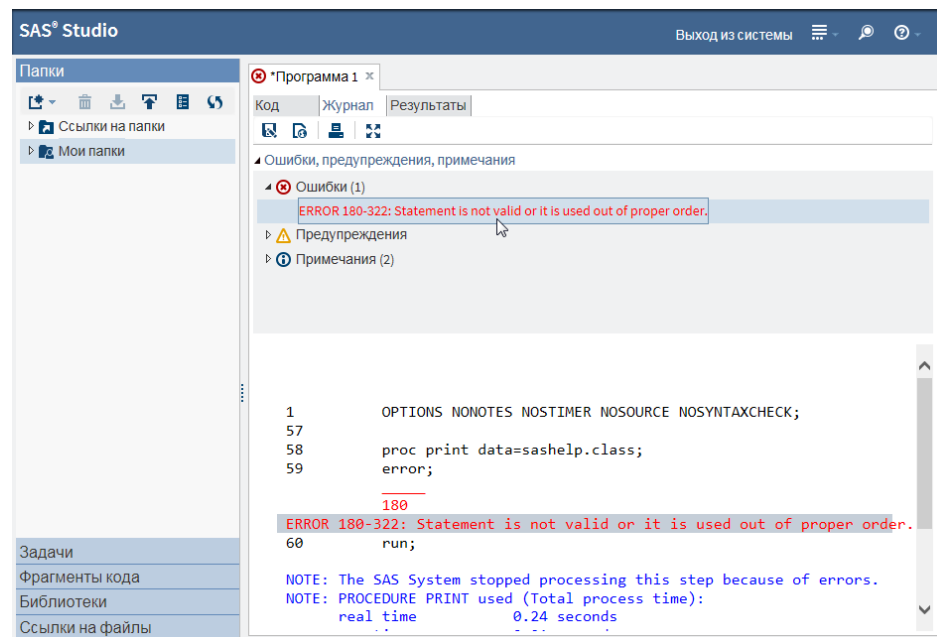 SAS® Studio
Выход из системы
Папки
Ссылки на папки
Мои папки
Задачи
Фрагменты кода
Библиотеки
Ссылки на файлы
*Программа 1
Код Журнал Результаты
Ошибки, предупреждения, примечания
Ошибки (1)
ERROR 180-322: Statement is not valid or it is used out of proper order.
Предупреждения
Примечания (2)
1 OPTIONS NONOTES NOSTIMER NOSOURCE NOSYNTAXCHECK;
57
58 proc print data=sashelp.class;
59 error;
180
ERROR 180-322: Statement is not valid or it is used out of proper order.
60 run;
NOTE: The SAS System stopped processing this step because of errors.
NOTE: PROCEDURE PRINT used (Total process time):
real time 0.24 seconds